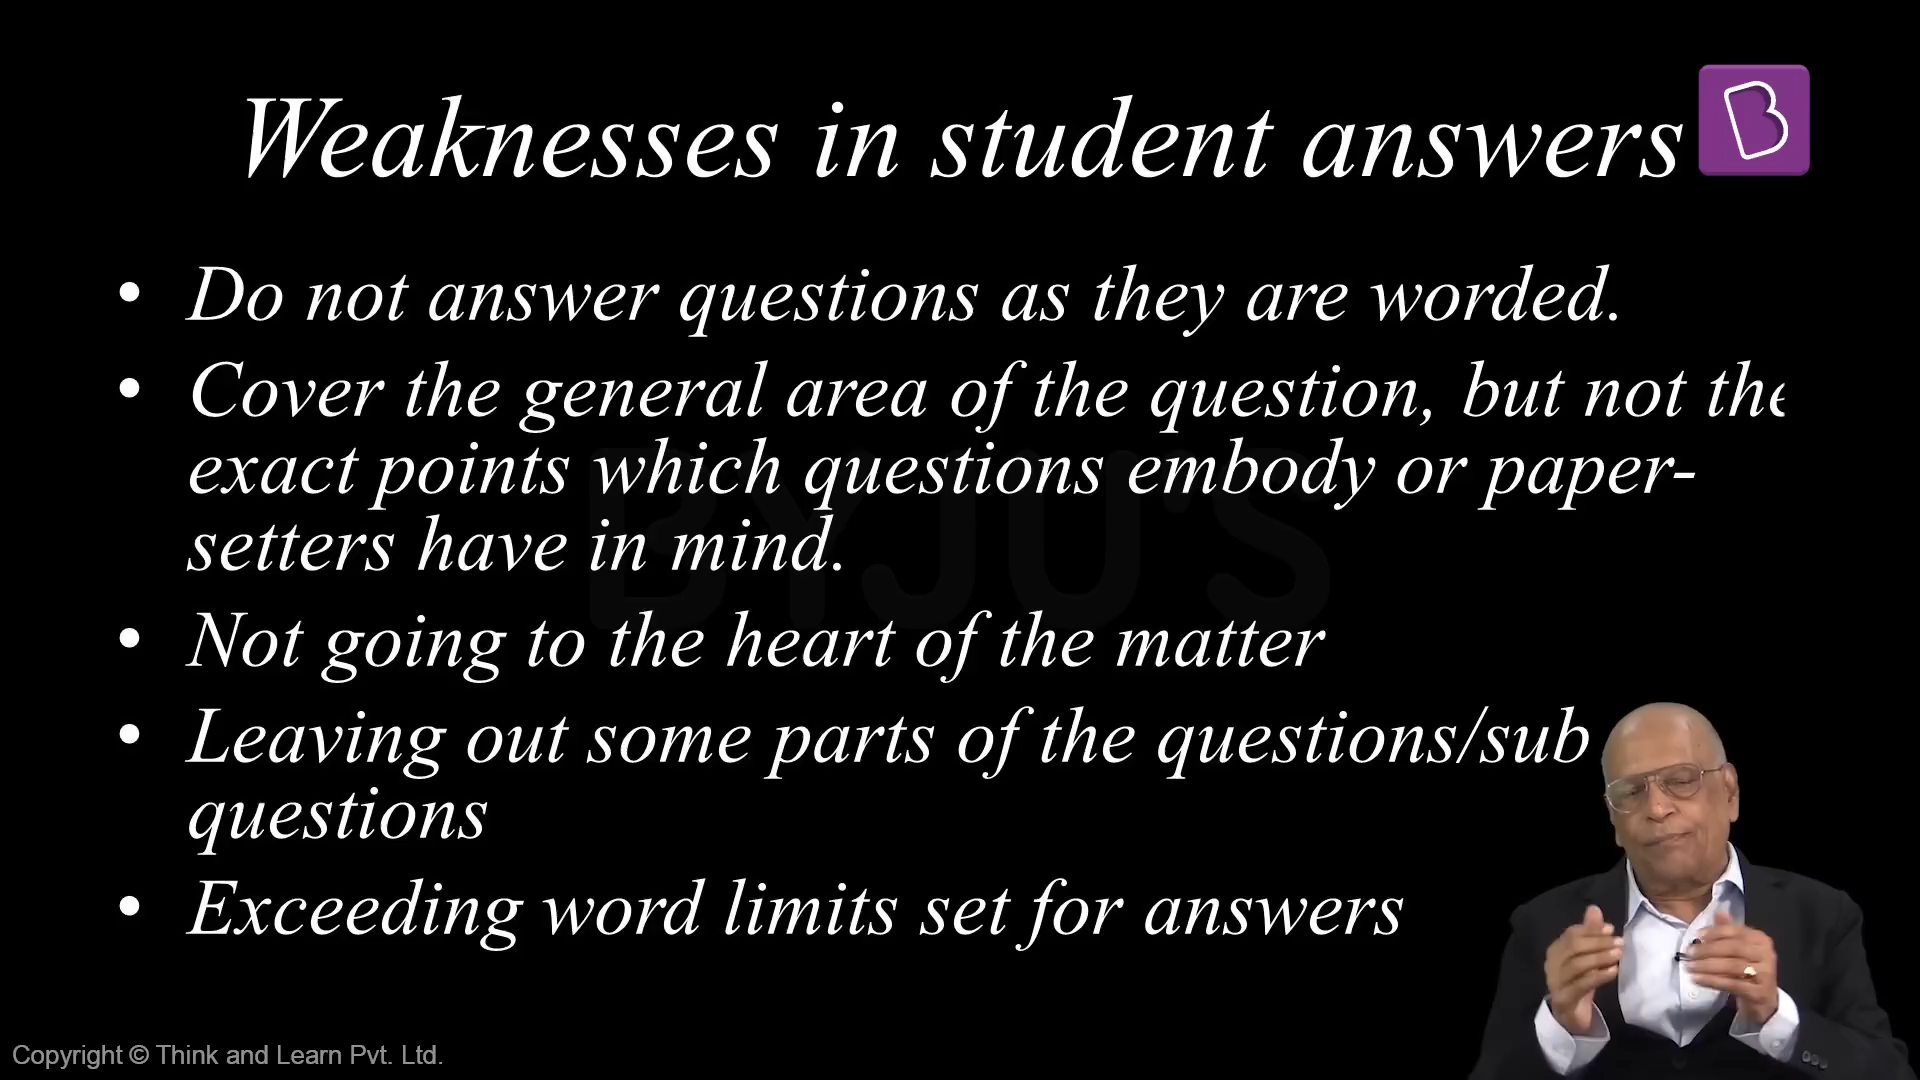 Weaknesses in student answers
• Do not answer questions as they are worded.
• Cover the general area of the question, but not the
exact points which questions embody or paper-
setters have in mind.
• Not going to the heart of the matter
• Leaving out some parts of the questions/sub
questions
• Exceeding word limits set for answers
BYJU'S
Copyright © Think and Learn Pvt. Ltd.